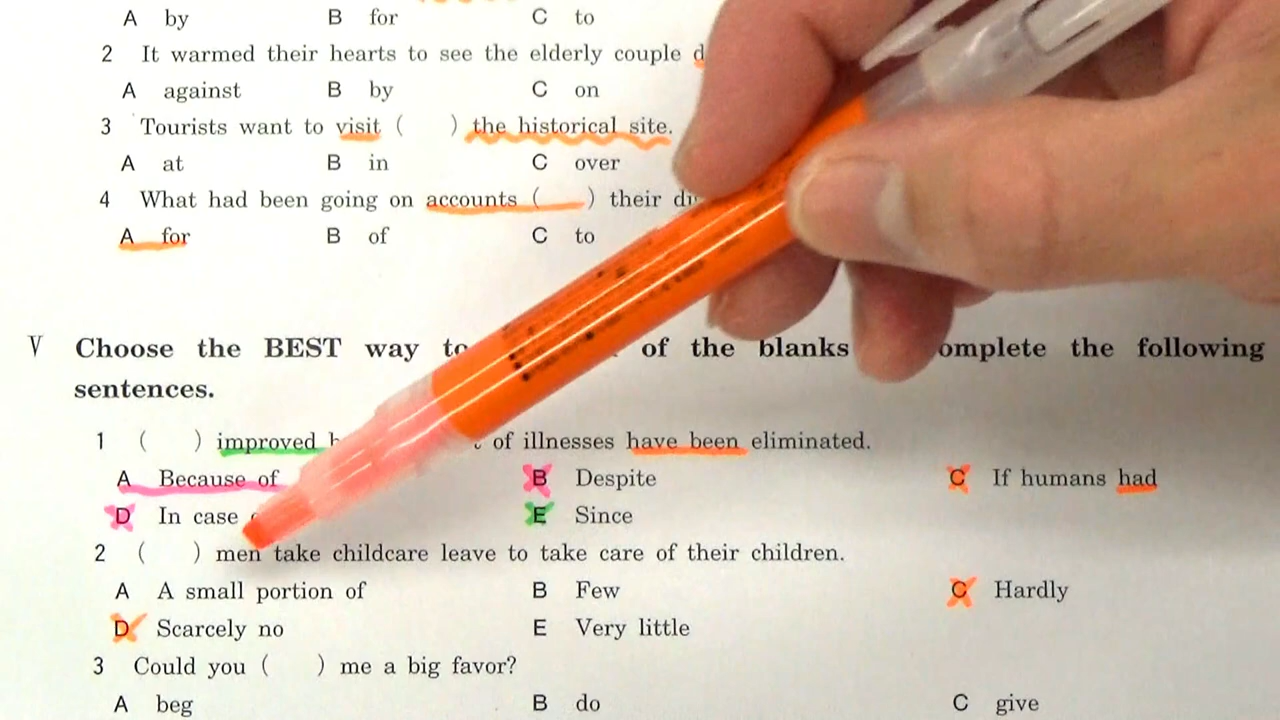 A by B for C to
2 It warmed their hearts to see the elderly couple
A against B by C on
3 Tourists want to visit ( ) the historical site.
A at B in C over
4 What had been going on accounts ( ) their
A for B of C to
V Choose the BEST way to of the blanks omplete the following
sentences.
1 ( ) improved of illnesses have been eliminated.
A Because of B Despite C If humans had
D In case E Since
2 ( ) men take childcare leave to take care of their children.
A A small portion of B Few C Hardly
D Scarcely no E Very little
3 Could you ( ) me a big favor?
A beg B do C give